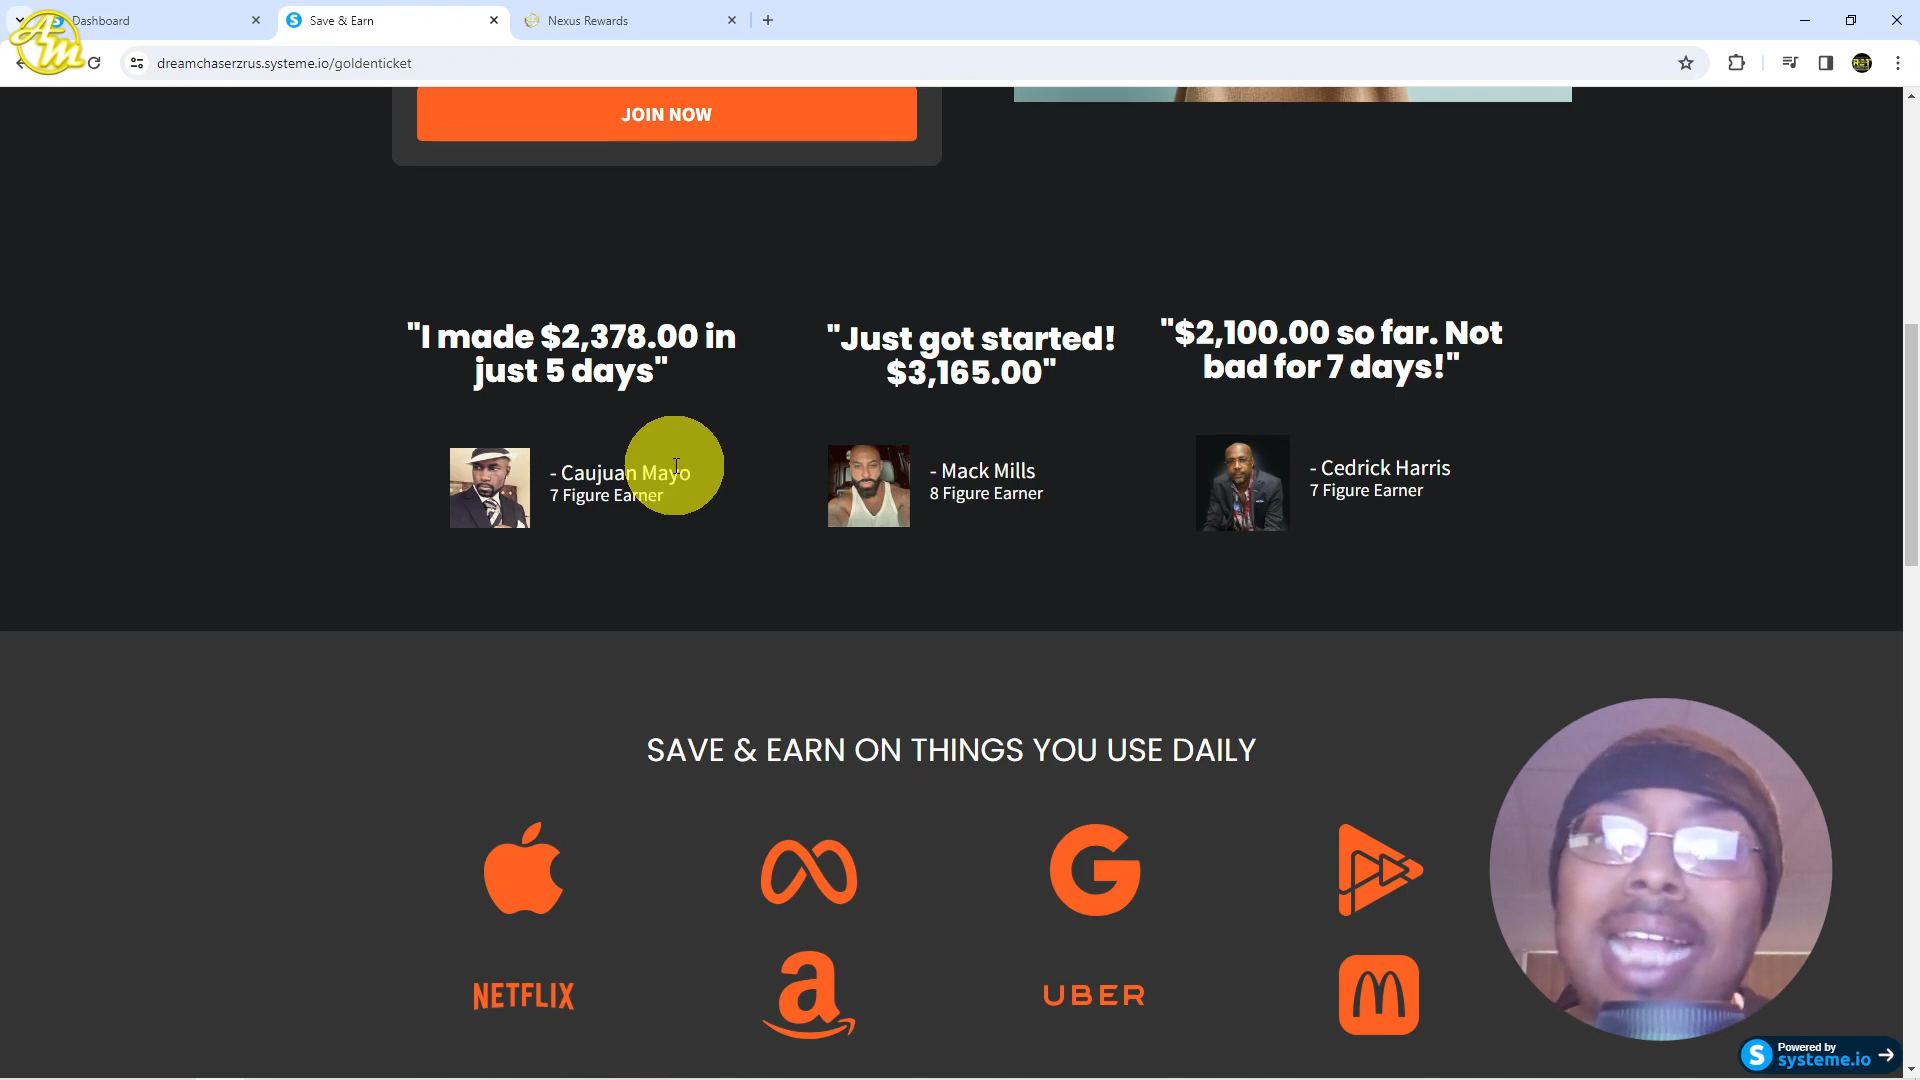 Dashboard
Save & Earn
Nexus Rewards
AM
dreamchaserzrus.systeme.io/goldenticket
JOIN NOW
"I made $2,378.00 in
just 5 days"
- Caujuan Mayo
7 Figure Earner
"Just got started!
$3,165.00"
- Mack Mills
8 Figure Earner
"$2,100.00 so far. Not
bad for 7 days!"
- Cedrick Harris
7 Figure Earner
SAVE & EARN ON THINGS YOU USE DAILY
NETFLIX
UBER
Powered by
systeme.io